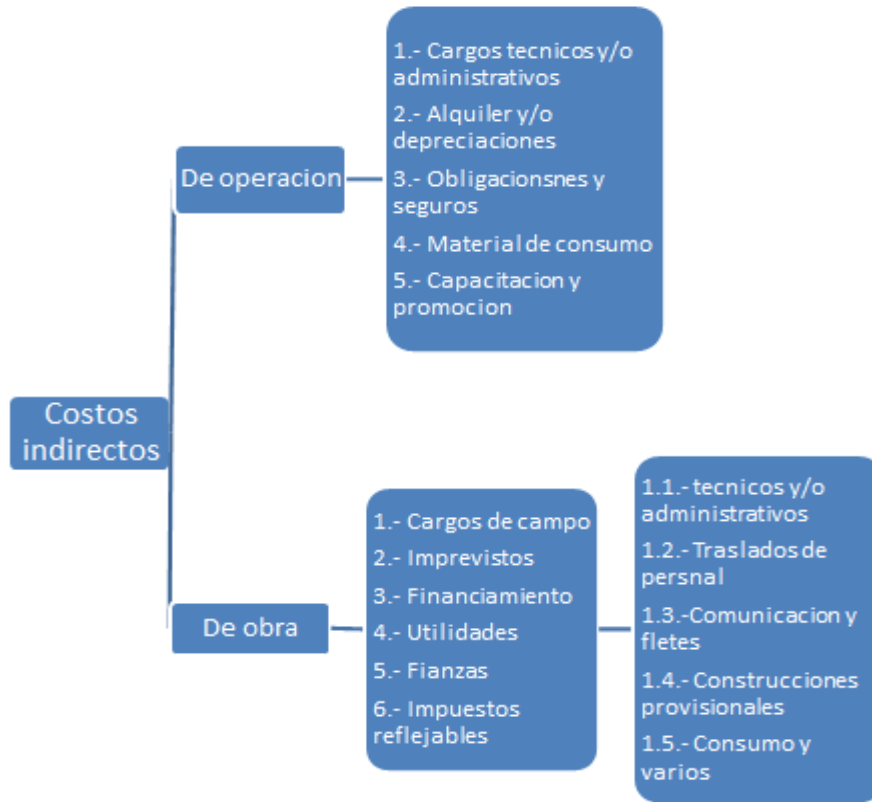 Costos
indirectos
De operacion
1.- Cargos tecnicos y/o
administrativos
2.- Alquiler y/o
depreciaciones
3.- Obligacionsnes y
seguros
4.- Material de consumo
5.- Capacitacion y
promocion
De obra
1.- Cargos de campo
2.- Imprevistos
3.- Financiamiento
4.- Utilidades
5.- Fianzas
6.- Impuestos
reflejables
1.1.- tecnicos y/o
administrativos
1.2.- Traslados de
persnal
1.3.-Comunicacion y
fletes
1.4.- Construcciones
provisionales
1.5.- Consumo y
varios